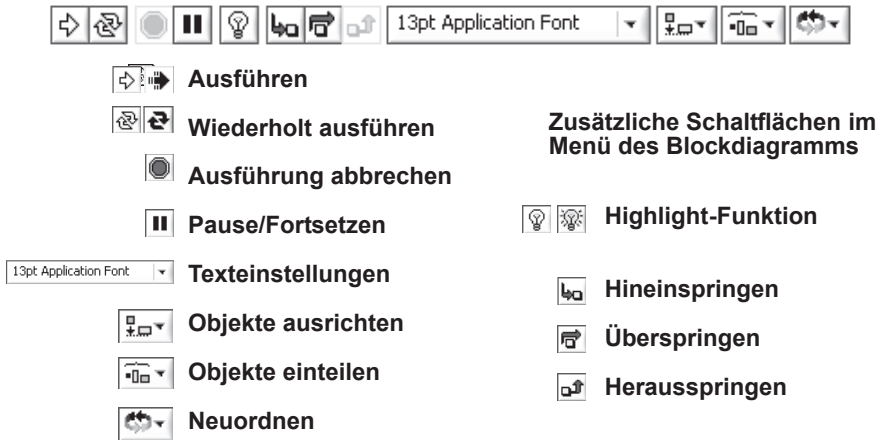 13pt Application Font
Ausführen
Wiederholt ausführen
Ausführung abbrechen
Pause/Fortsetzen
13pt Application Font
Texteinstellungen
Objekte ausrichten
Objekte einteilen
Neuordnen
Zusätzliche Schaltflächen im
Menü des Blockdiagramms
Highlight-Funktion
Hineinspringen
Überspringen
Herausspringen